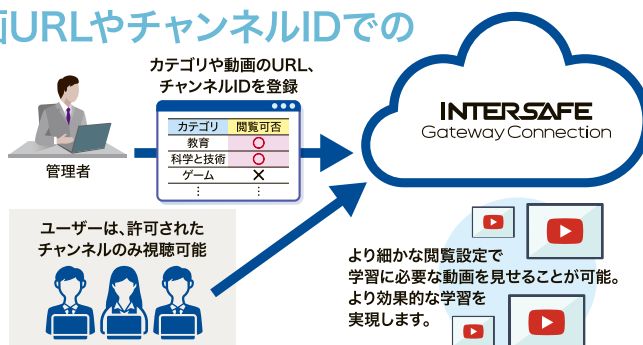 画URLやチャンネルIDでの
カテゴリや動画のURL、
チャンネルIDを登録
カテゴリ 閲覧可否
教育 〇
科学と技術 〇
ゲーム ×
⋮ ⋮
管理者
INTERSAFE
Gateway Connection
ユーザーは、許可された
チャンネルのみ視聴可能
より細かな閲覧設定で
学習に必要な動画を見せることが可能。
より効果的な学習を
実現します。